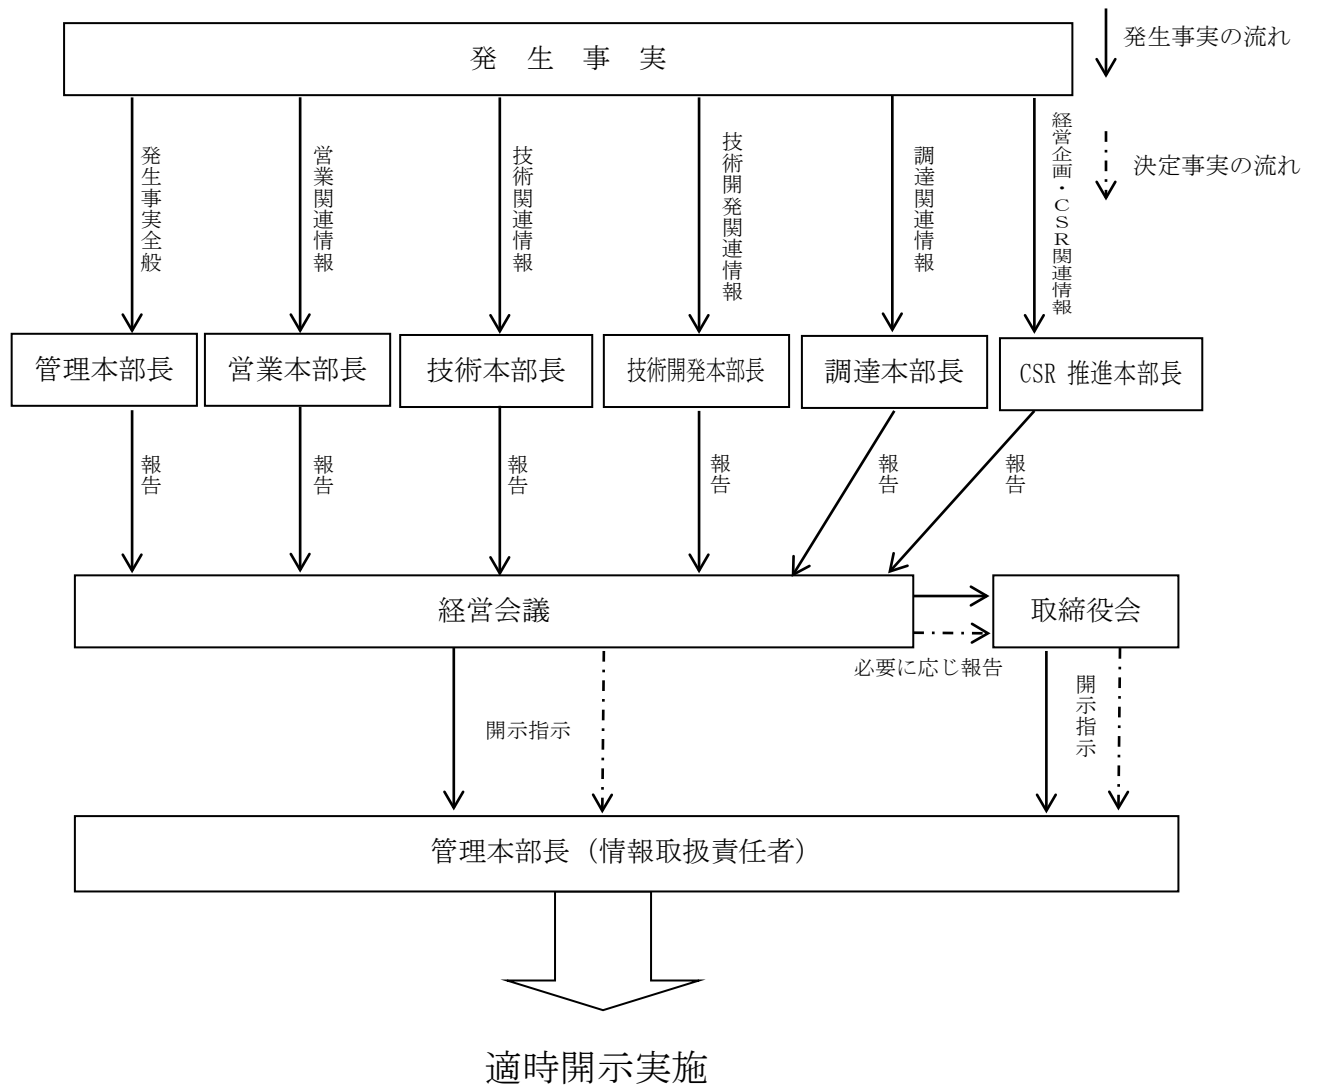 発　生　事　実
発生事実の流れ
決定事実の流れ
発生事実全般
営業関連情報
技術関連情報
技術開発関連情報
調達関連情報
経営企画・CSR関連情報
管理本部長
営業本部長
技術本部長
技術開発本部長
調達本部長
CSR 推進本部長
報告
報告
報告
報告
報告
報告
経営会議
取締役会
必要に応じ報告
開示指示
開示指示
管理本部長（情報取扱責任者）
適時開示実施